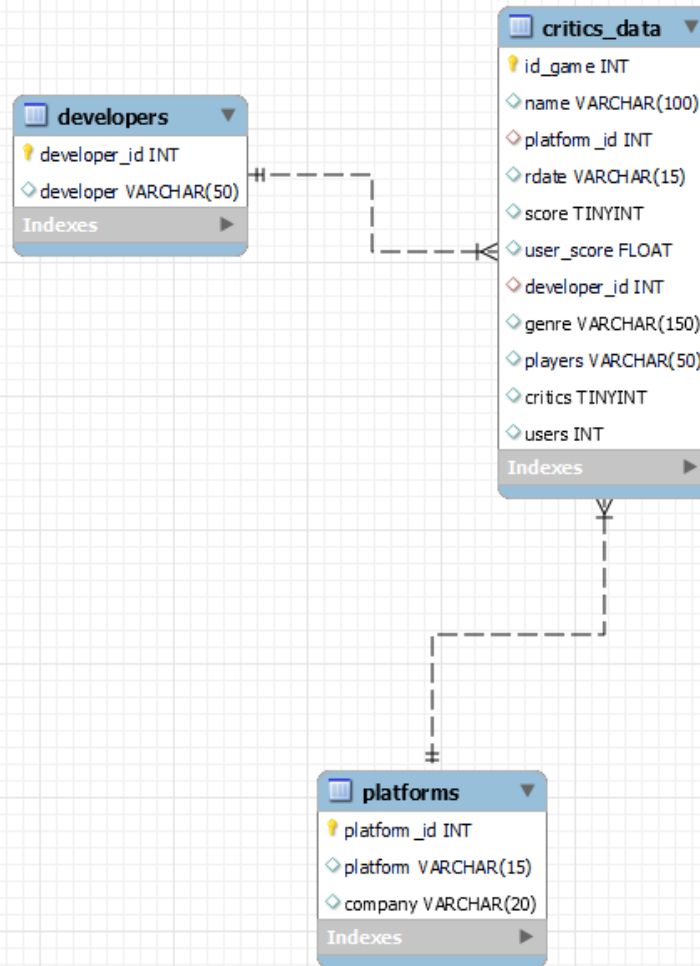 developers
developer_id INT
developer VARCHAR(50)
Indexes
critics_data
id_game INT
name VARCHAR(100)
platform_id INT
rdate VARCHAR(15)
score TINYINT
user_score FLOAT
developer_id INT
genre VARCHAR(150)
players VARCHAR(50)
critics TINYINT
users INT
Indexes
platforms
platform_id INT
platform VARCHAR(15)
company VARCHAR(20)
Indexes